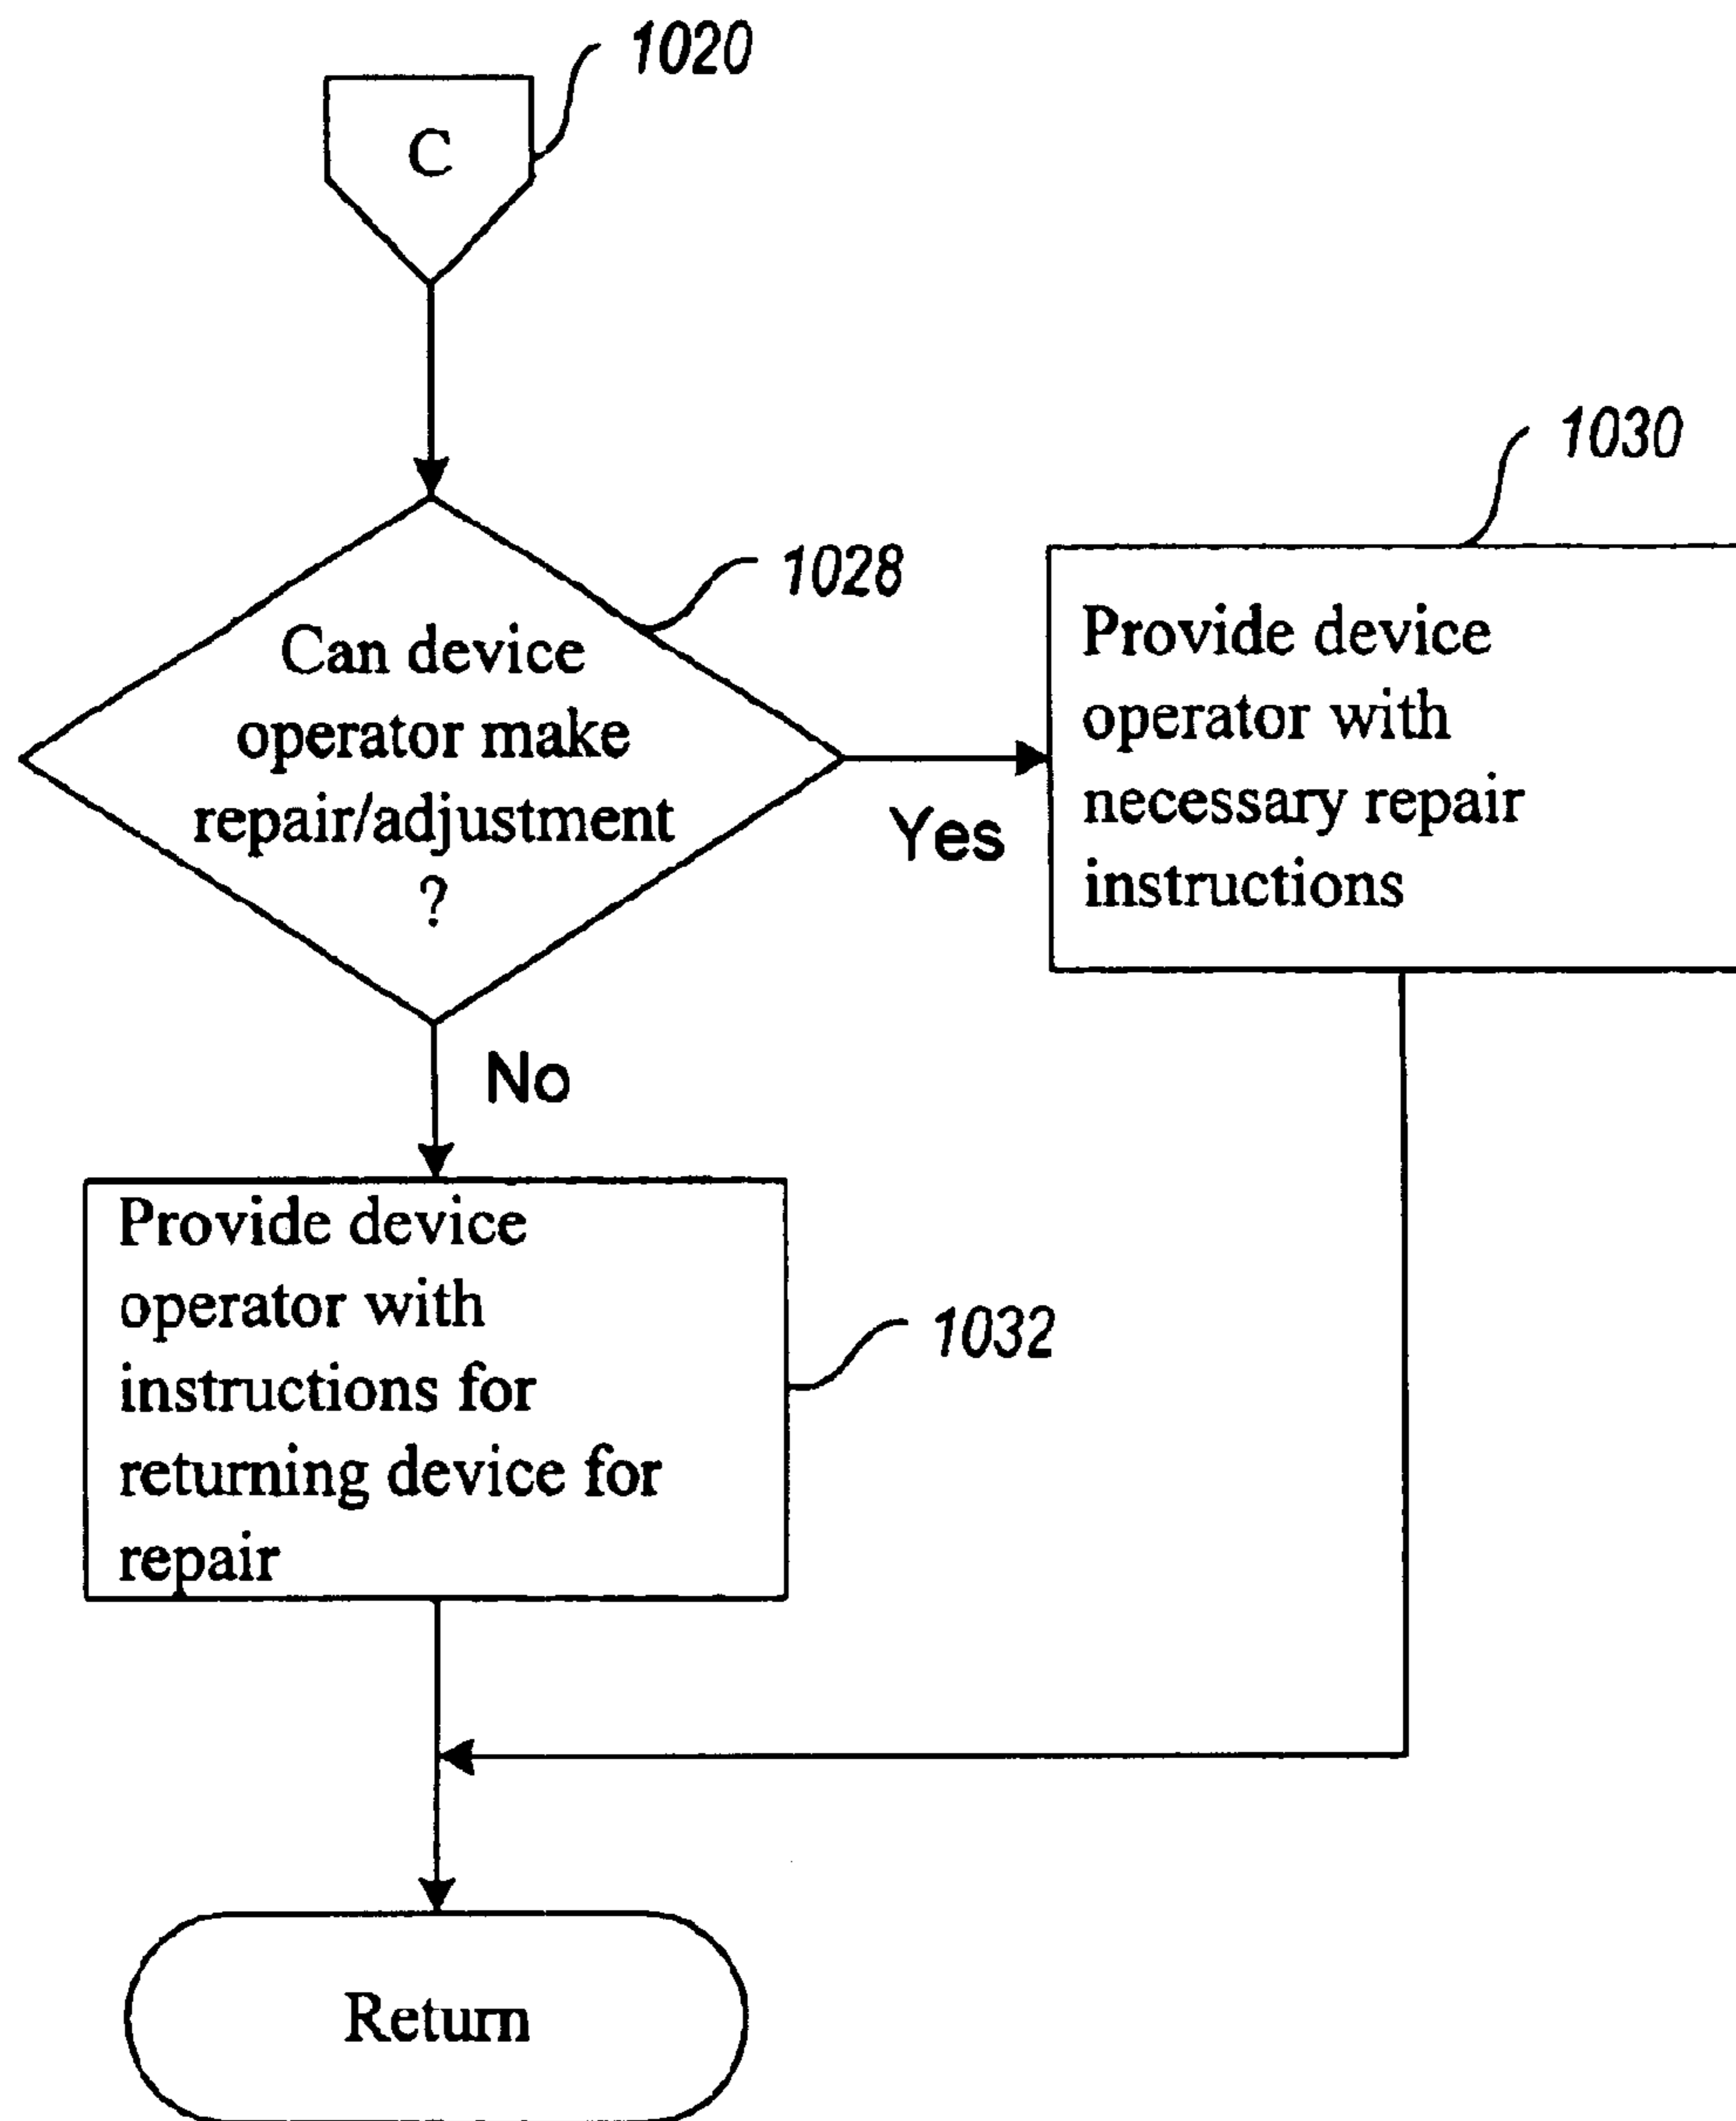 1020
C
1028
Can device
operator make
repair/adjustment
?
Yes
1030
Provide device
operator with
necessary repair
instructions
No
Provide device
operator with
instructions for
returning device for
repair
1032
Return